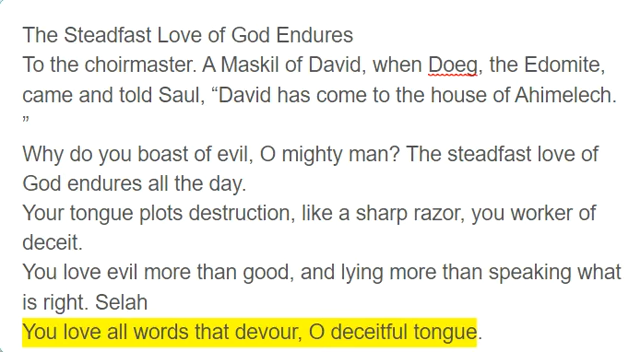 The Steadfast Love of God Endures
To the choirmaster. A Maskil of David, when Doeg, the Edomite,
came and told Saul, “David has come to the house of Ahimelech.
”
Why do you boast of evil, O mighty man? The steadfast love of
God endures all the day.
Your tongue plots destruction, like a sharp razor, you worker of
deceit.
You love evil more than good, and lying more than speaking what
is right. Selah
You love all words that devour, O deceitful tongue.